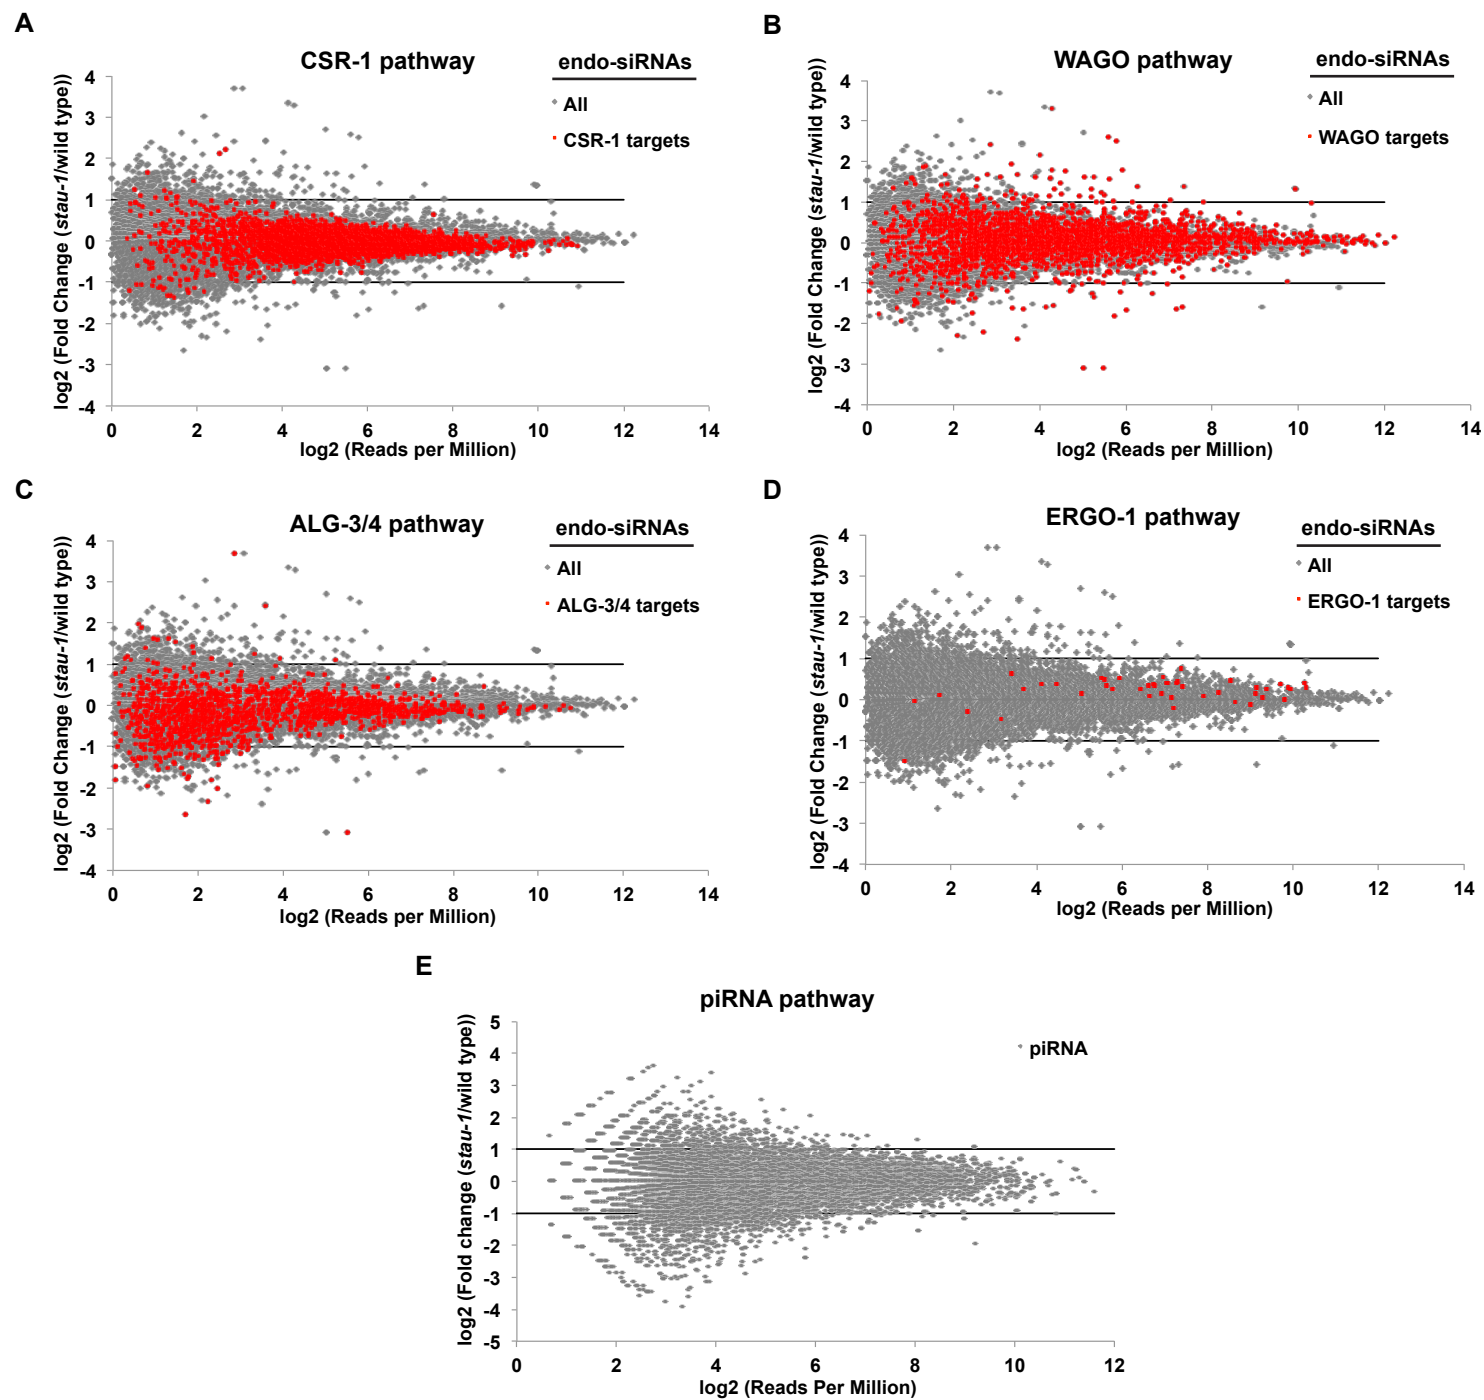 A
CSR-1 pathway
endo-siRNAs
All
CSR-1 targets
log2 (Fold Change (stau-1/wild type))
4
3
2
1
0
-1
-2
-3
-4
0 2 4 6 8 10 12 14
log2 (Reads per Million)
B
WAGO pathway
endo-siRNAs
All
WAGO targets
log2 (Fold Change (stau-1/wild type))
4
3
2
1
0
-1
-2
-3
-4
0 2 4 6 8 10 12 14
log2 (Reads per Million)
C
ALG-3/4 pathway
endo-siRNAs
All
ALG-3/4 targets
log2 (Fold Change (stau-1/wild type))
4
3
2
1
0
-1
-2
-3
-4
0 2 4 6 8 10 12 14
log2 (Reads per Million)
D
ERGO-1 pathway
endo-siRNAs
All
ERGO-1 targets
log2 (Fold Change (stau-1/wild type))
4
3
2
1
0
-1
-2
-3
-4
0 2 4 6 8 10 12 14
log2 (Reads per Million)
E
piRNA pathway
piRNA
log2 (Fold change (stau-1/wild type))
5
4
3
2
1
0
-1
-2
-3
-4
-5
0 2 4 6 8 10 12
log2 (Reads Per Million)